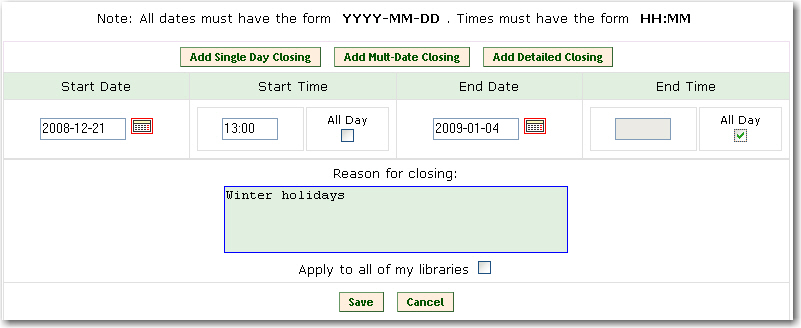 Note: All dates must have the form YYYY-MM-DD . Times must have the form HH:MM
Add Single Day Closing Add Mutt-Date Closing Add Detailed Closing
Start Date Start Time End Date End Time
2008-12-21 13:00 All Day 2009-01-04 All Day
Reason for closing:
Winter holidays
Apply to all of my libraries
Save Cancel